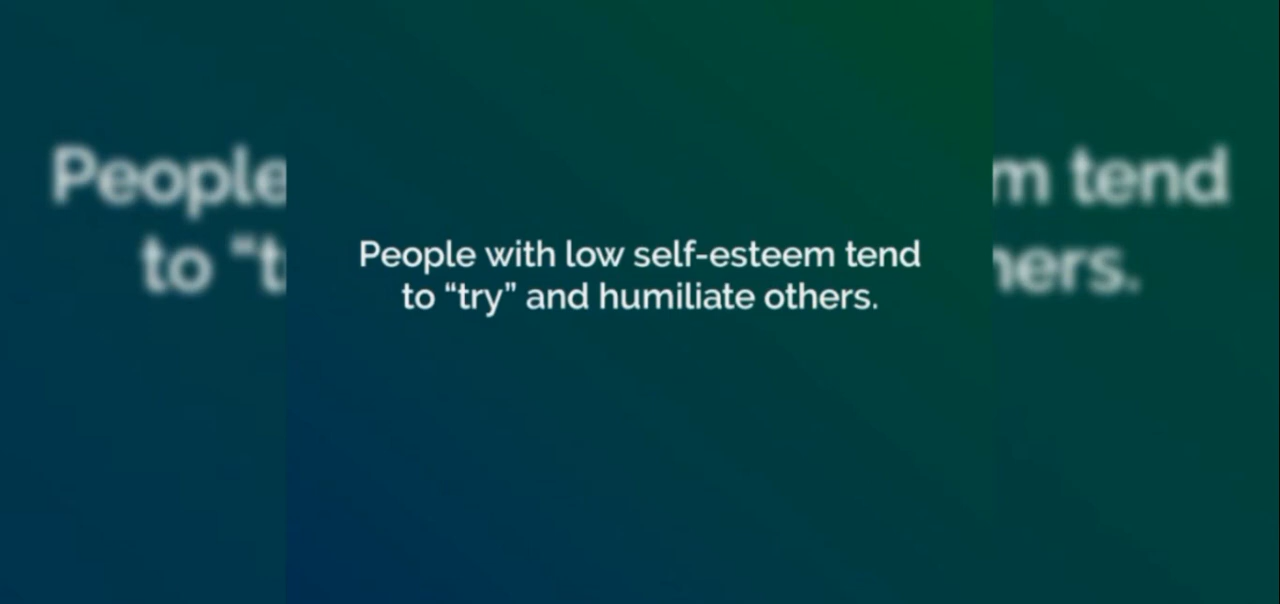 People with low self-esteem tend
to “try” and humiliate others.